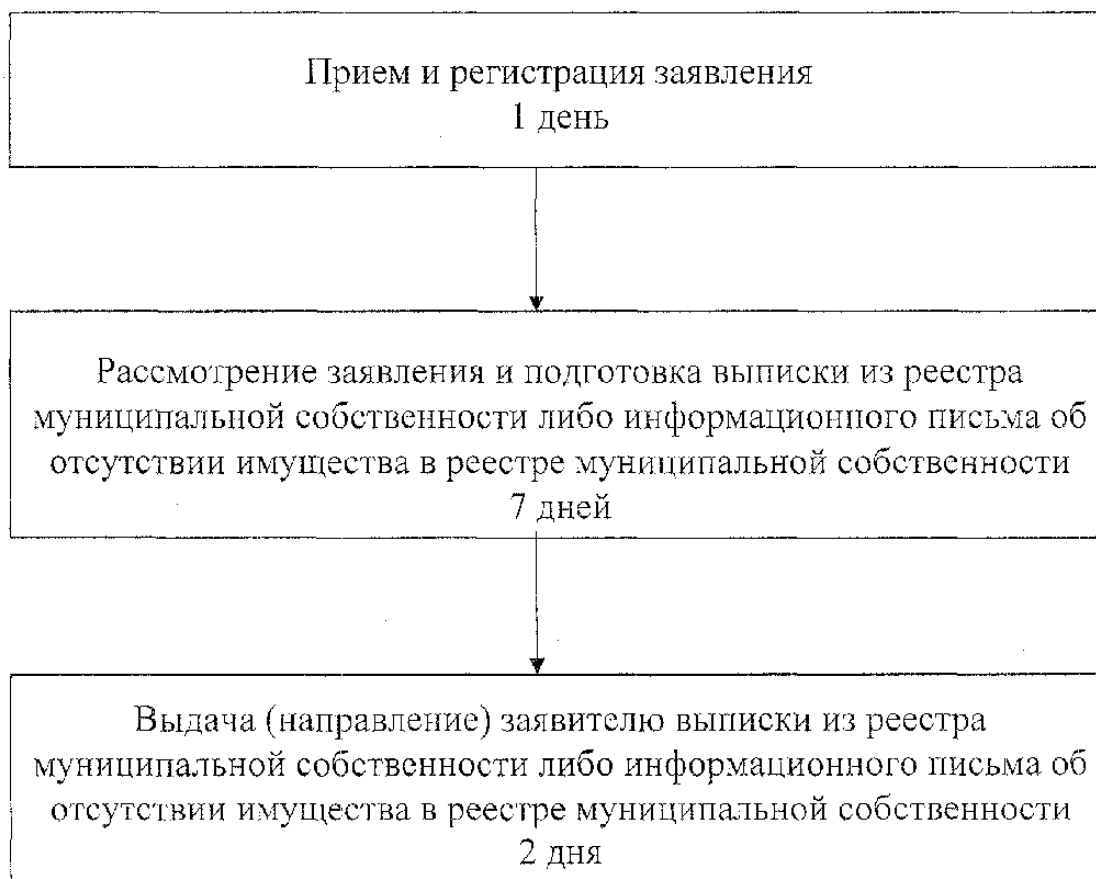 Прием и регистрация заявления
1 день
Рассмотрение заявления и подготовка выписки из реестра
муниципальной собственности либо информационного письма об
отсутствии имущества в реестре муниципальной собственности
7 дней
Выдача (направление) заявителю выписки из реестра
муниципальной собственности либо информационного письма об
отсутствии имущества в реестре муниципальной собственности
2 дня